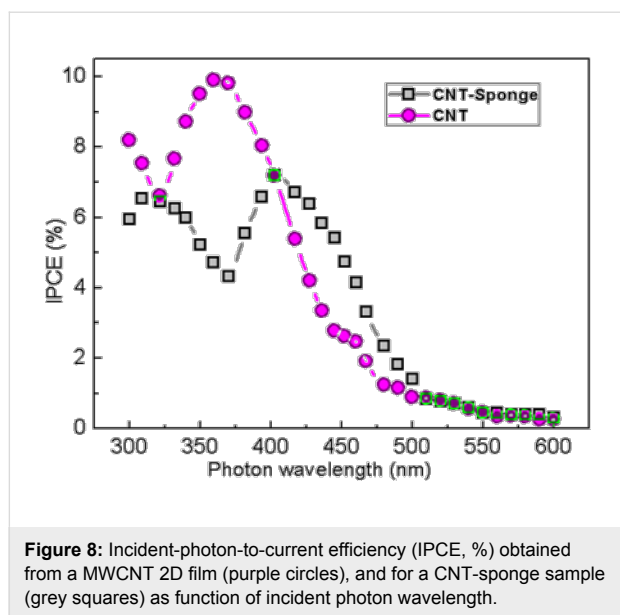 10
8
6
4
2
0
IPCE (%)
CNT-Sponge
CNT
300 350 400 450 500 550 600
Photon wavelength (nm)
Figure 8: Incident-photon-to-current efficiency (IPCE, %) obtained
from a MWCNT 2D film (purple circles), and for a CNT-sponge sample
(grey squares) as function of incident photon wavelength.